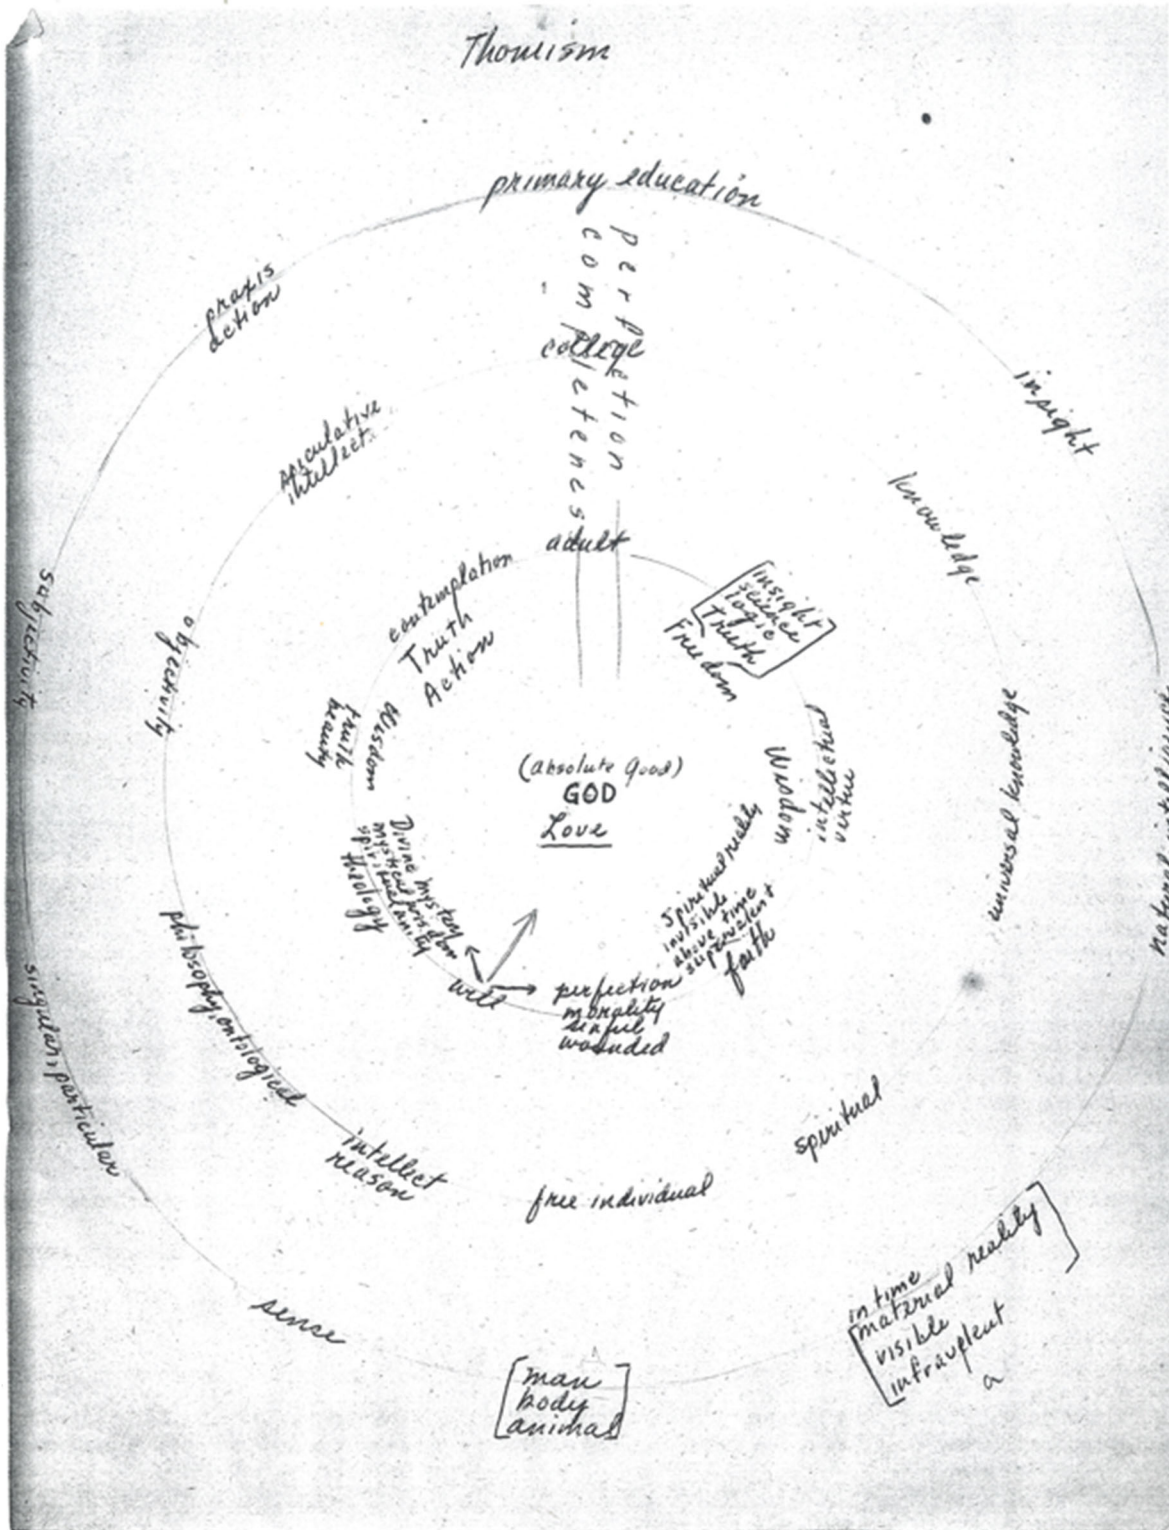 Thomism
primary education
perfection
completenes
praxis
action
college
insight
speculative
intellect
knowledge
adult
contemplation
Truth
Action
insight
science
logic
Truth
Freedom
subjectivity
objectivity
Wisdom
truth
beauty
(absolute good)
GOD
Love
Wisdom
intellectual
virtue
universal knowledge
Divine mystery
mystical
theology
spiritual reality
invisible
above time
faith
will
perfection
morality
sinful
wounded
philosophy, ontological
singular, particular
intellect
reason
free individual
spiritual
sense
man
body
animal
in time
material reality
visible
a